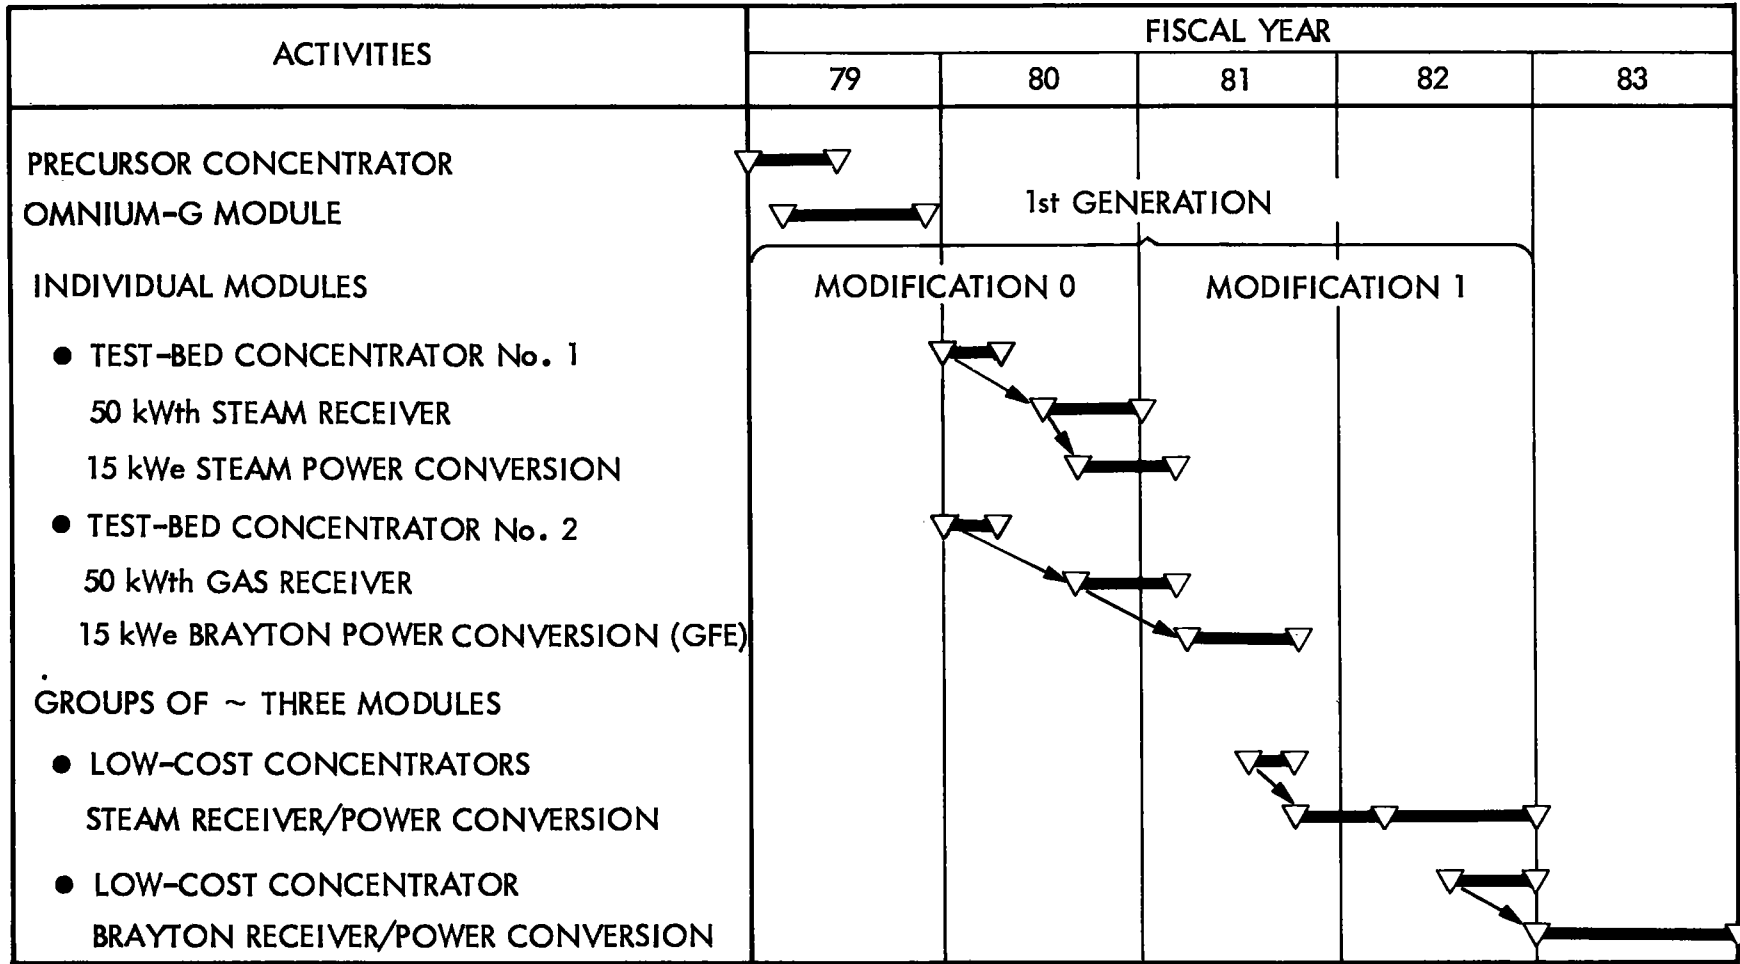 ACTIVITIES
FISCAL YEAR
79 80 81 82 83
PRECURSOR CONCENTRATOR
OMNIUM-G MODULE
1st GENERATION
INDIVIDUAL MODULES
MODIFICATION 0 MODIFICATION 1
● TEST-BED CONCENTRATOR No. 1
50 kWth STEAM RECEIVER
15 kWe STEAM POWER CONVERSION
● TEST-BED CONCENTRATOR No. 2
50 kWth GAS RECEIVER
15 kWe BRAYTON POWER CONVERSION (GFE)
GROUPS OF ~ THREE MODULES
● LOW-COST CONCENTRATORS
STEAM RECEIVER/POWER CONVERSION
● LOW-COST CONCENTRATOR
BRAYTON RECEIVER/POWER CONVERSION